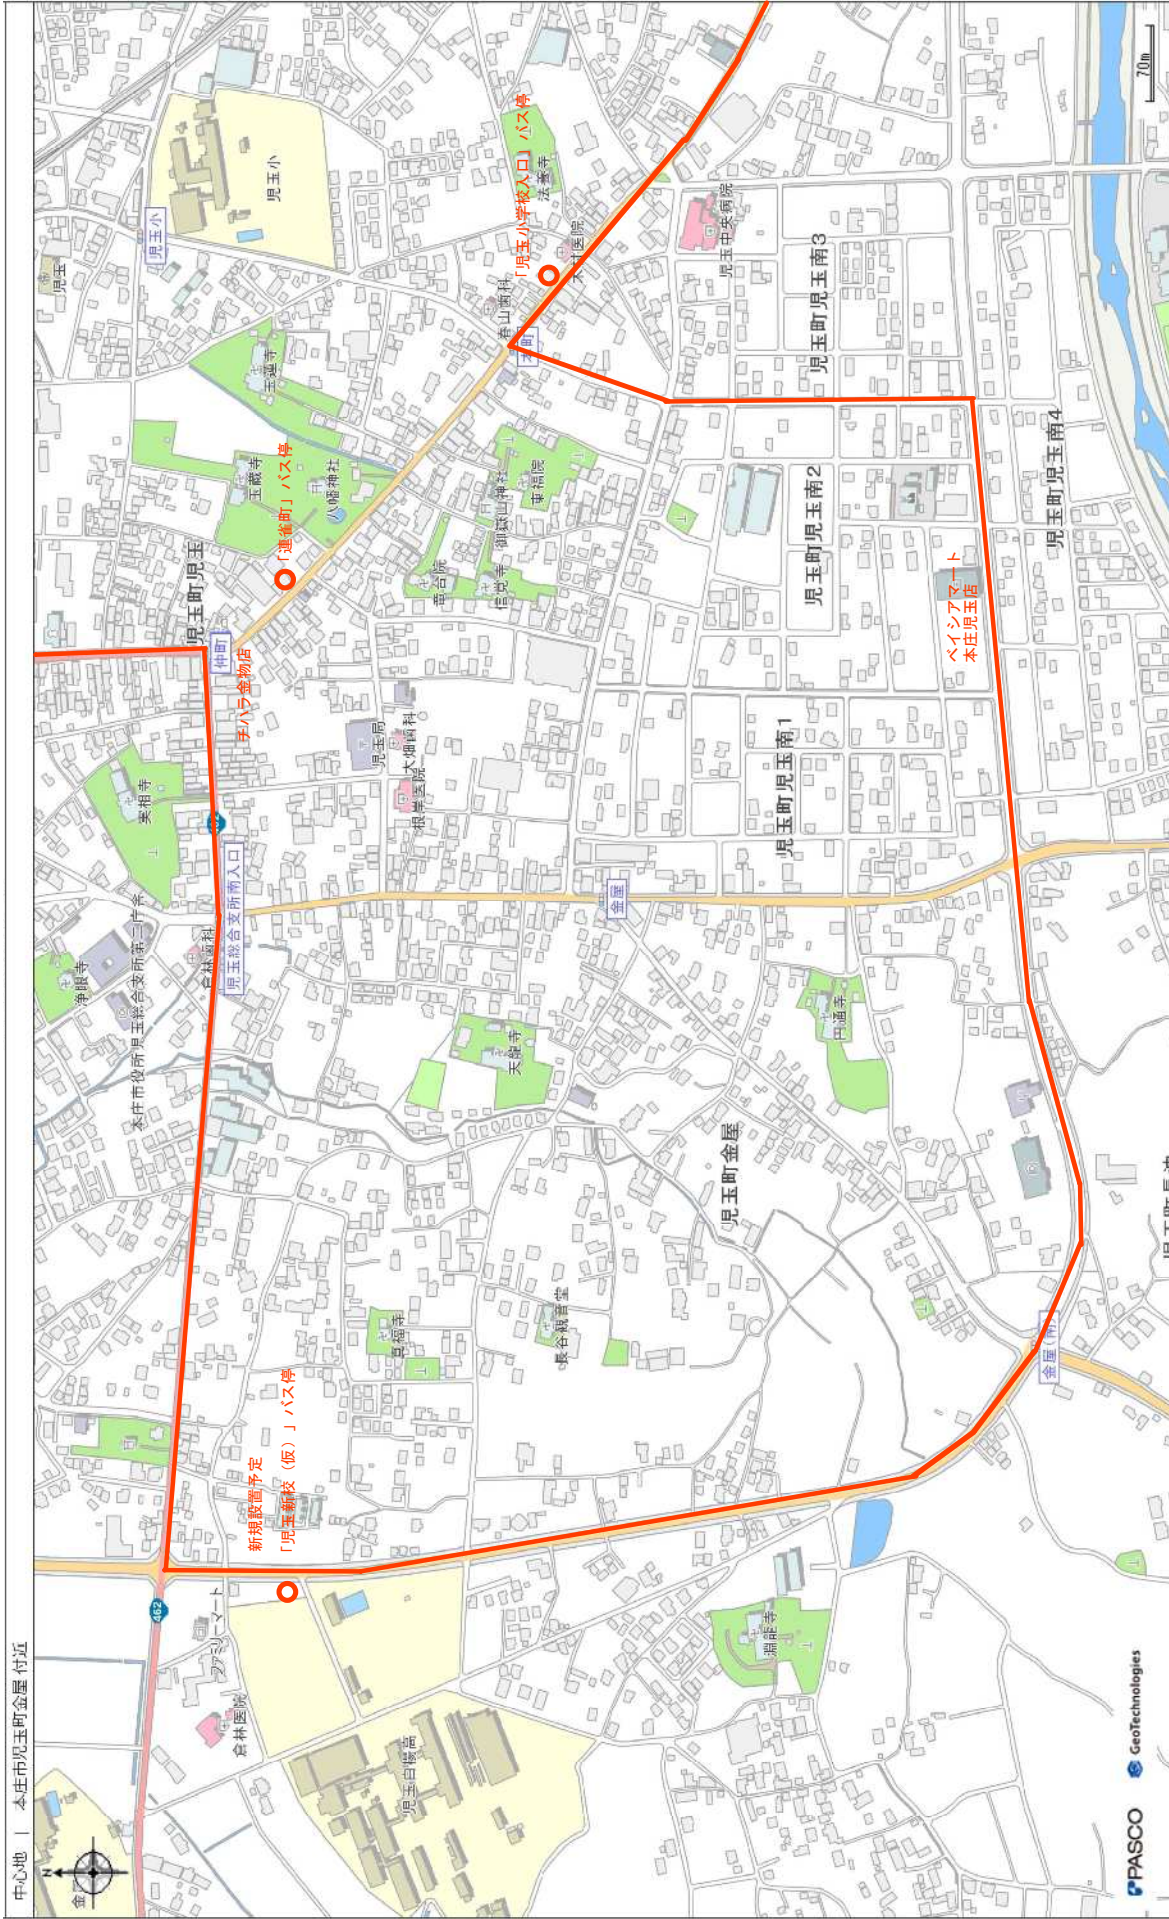 中心地 | 本庄市児玉町金屋 付近
N
462
ファミリーマート
倉林医院
児玉白楊高
新規設置予定
「児玉新校（仮）」バス停
真福寺
長谷観音堂
淵龍寺
金屋(南)
児玉町金屋
浄眼寺
本庄市役所児玉総合支所第二庁舎
倉林歯科
児玉総合支所南入口
天龍寺
円通寺
金屋
実相寺
児玉町児玉
仲町
チハラ金物店
児玉局
大畑歯科
根岸医院
児玉町児玉南1
「連雀町」バス停
玉蔵寺
八幡神社
玉蓮寺
信覚寺
御嶽山神社
東福院
児玉町児玉南2
ベイシアマート
本庄児玉店
児玉町児玉南4
児玉町児玉南3
児玉
児玉小
児玉小
春山歯科
本町
「児玉小学校入口」バス停
法養寺
木村医院
児玉中央病院
70m
PASCO
GeoTechnologies